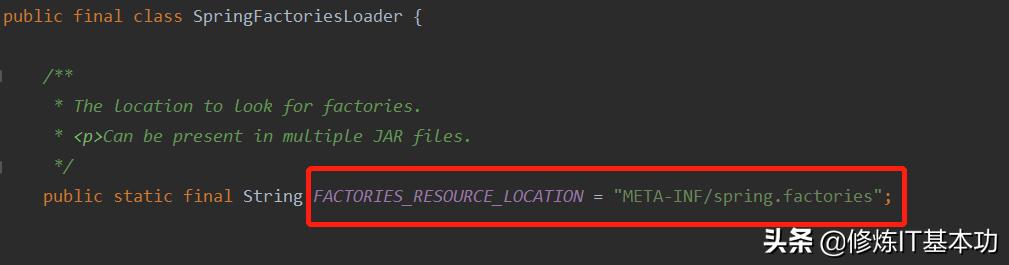 public final class SpringFactoriesLoader {
/**
* The location to look for factories.
* <p>Can be present in multiple JAR files.
*/
public static final String FACTORIES_RESOURCE_LOCATION = "META-INF/spring.factories";
头条 @修炼IT基本功